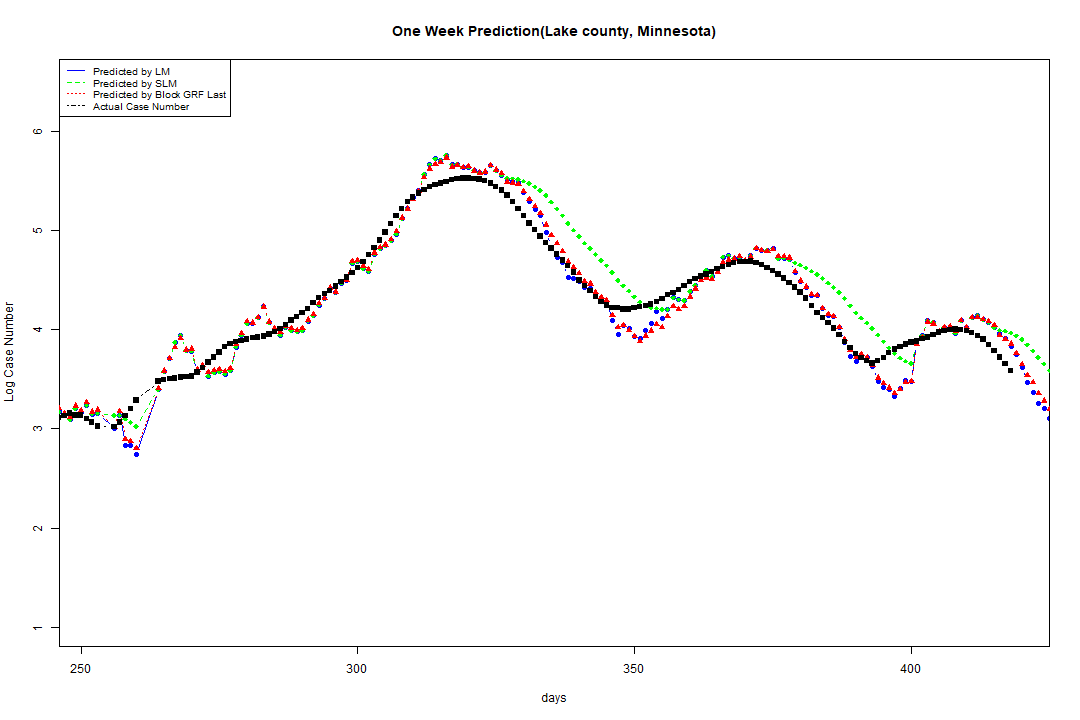 One Week Prediction(Lake county, Minnesota)
Predicted by LM
Predicted by SLM
Predicted by Block GRF Last
Actual Case Number
Log Case Number
6
5
4
3
2
1
250 300 350 400
days